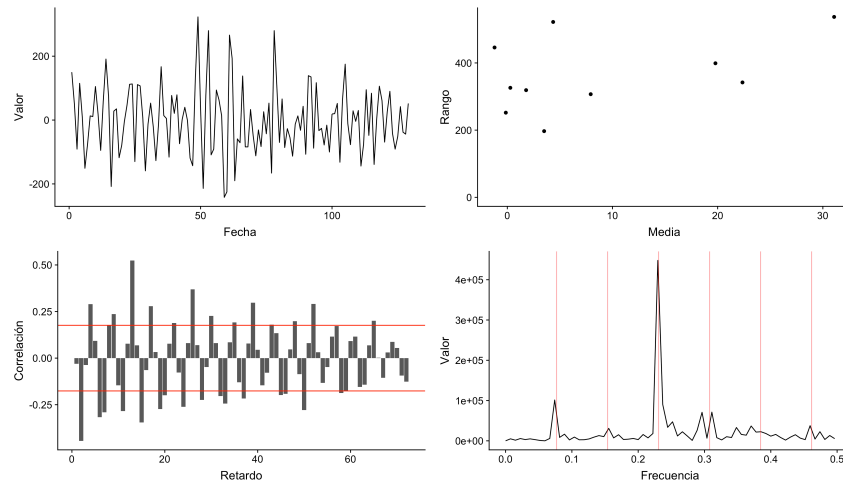 Valor
200
0
-200
0
50
100
Fecha
Rango
400
200
0
0
10
20
30
Media
Correlación
0.50
0.25
0.00
-0.25
0
20
40
60
Retardo
Valor
4e+05
3e+05
2e+05
1e+05
0e+00
0.0
0.1
0.2
0.3
0.4
0.5
Frecuencia